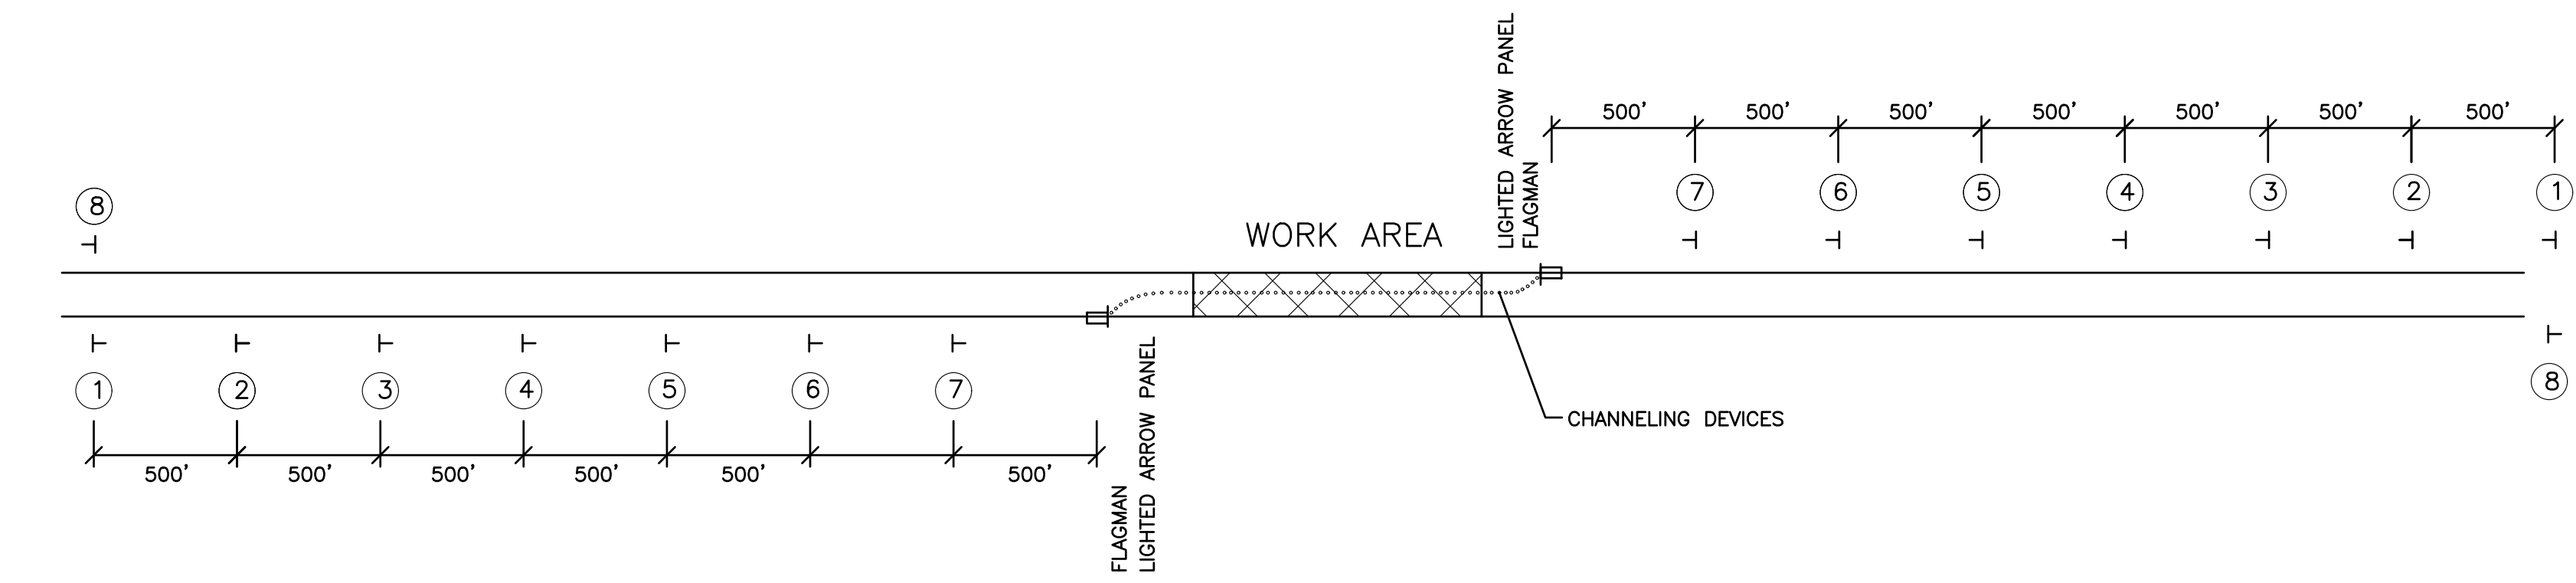 LIGHTED ARROW PANEL
FLAGMAN
500' 500' 500' 500' 500' 500' 500'
7 6 5 4 3 2 1
8
WORK AREA
1 2 3 4 5 6 7
8
CHANNELING DEVICES
500' 500' 500' 500' 500' 500'
FLAGMAN
LIGHTED ARROW PANEL